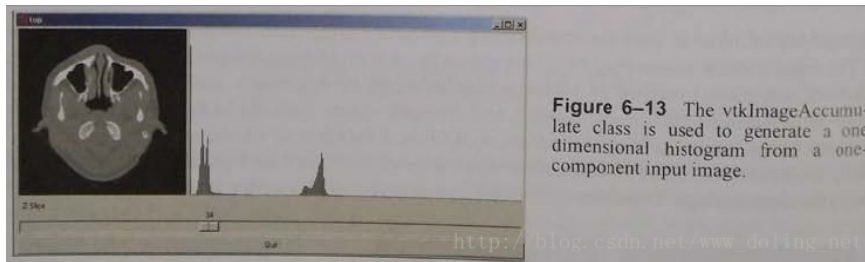 top
Figure 6–13 The vtkImageAccumu-
late class is used to generate a one
dimensional histogram from a one-
component input image.
Z Slice
34
Quit
http://blog.csdn.net/www_doling_net